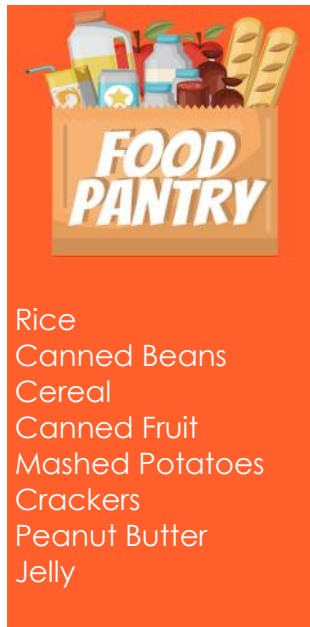 FOOD
PANTRY
Rice
Canned Beans
Cereal
Canned Fruit
Mashed Potatoes
Crackers
Peanut Butter
Jelly